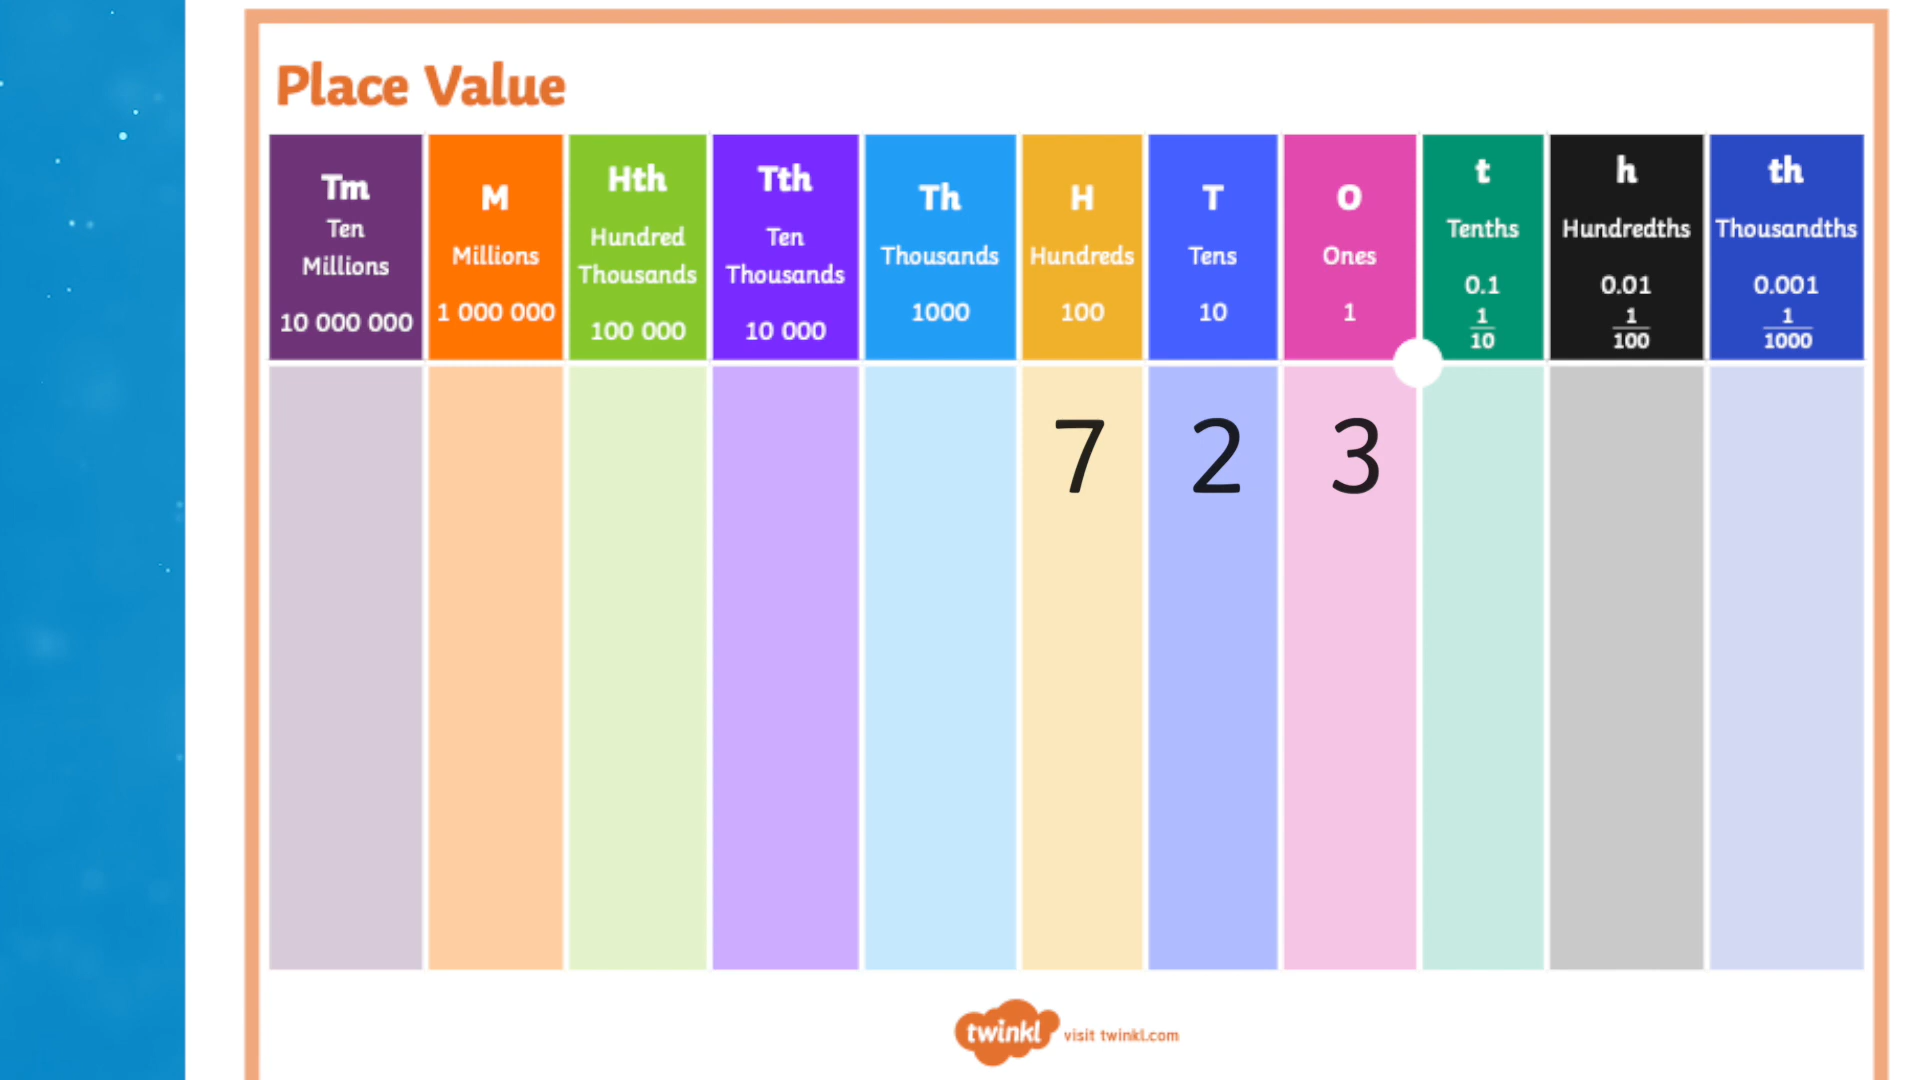 Place Value
Tm
Ten
Millions
10 000 000
M
Millions
1 000 000
Hth
Hundred
Thousands
100 000
Tth
Ten
Thousands
10 000
Th
Thousands
1000
H
Hundreds
100
T
Tens
10
O
Ones
1
t
Tenths
0.1
1
10
h
Hundredths
0.01
1
100
th
Thousandths
0.001
1
1000
7 2 3
twinkl visit twinkl.com